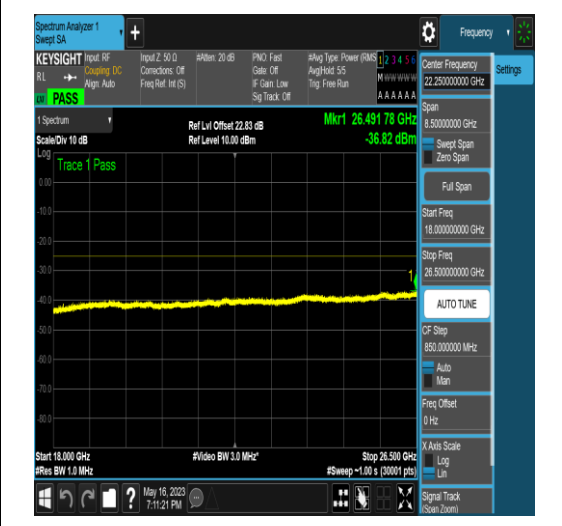 Spectrum Analyzer 1
Swept SA
Frequency
KEYSIGHT
RL
Input: RF
Coupling: DC
Align: Auto
Input Z: 50 Ω
Corrections: Off
Freq Ref: Int (S)
#Atten: 20 dB
PNO: Fast
Gate: Off
IF Gain: Low
Sig Track: Off
#Avg Type: Power (RMS
Avg|Hold: 5/5
Trig: Free Run
1 2 3 4 5 6
M W W W W W
A A A A A A
PASS
Center Frequency
22.250000000 GHz
Settings
Span
8.50000000 GHz
Swept Span
Zero Span
Full Span
Start Freq
18.000000000 GHz
Stop Freq
26.500000000 GHz
AUTO TUNE
CF Step
850.000000 MHz
Auto
Man
Freq Offset
0 Hz
X Axis Scale
Log
Lin
Signal Track
(Span Zoom)
1 Spectrum
Scale/Div 10 dB
Ref Lvl Offset 22.83 dB
Ref Level 10.00 dBm
Mkr1 26.491 78 GHz
-36.82 dBm
Log
Trace 1 Pass
0.00
-10.0
-20.0
-30.0
-40.0
-50.0
-60.0
-70.0
-80.0
1
Start 18.000 GHz
#Res BW 1.0 MHz
#Video BW 3.0 MHz*
Stop 26.500 GHz
#Sweep ~1.00 s (30001 pts)
?
May 16, 2023
7:11:21 PM